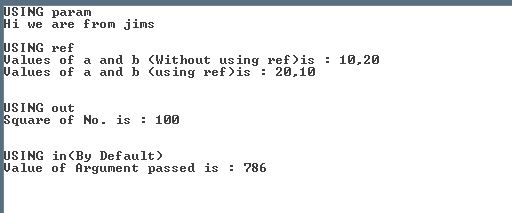 USING param
Hi we are from jims
USING ref
Values of a and b (Without using ref)is : 10,20
Values of a and b (using ref)is : 20,10
USING out
Square of No. is : 100
USING in(By Default)
Value of Argument passed is : 786